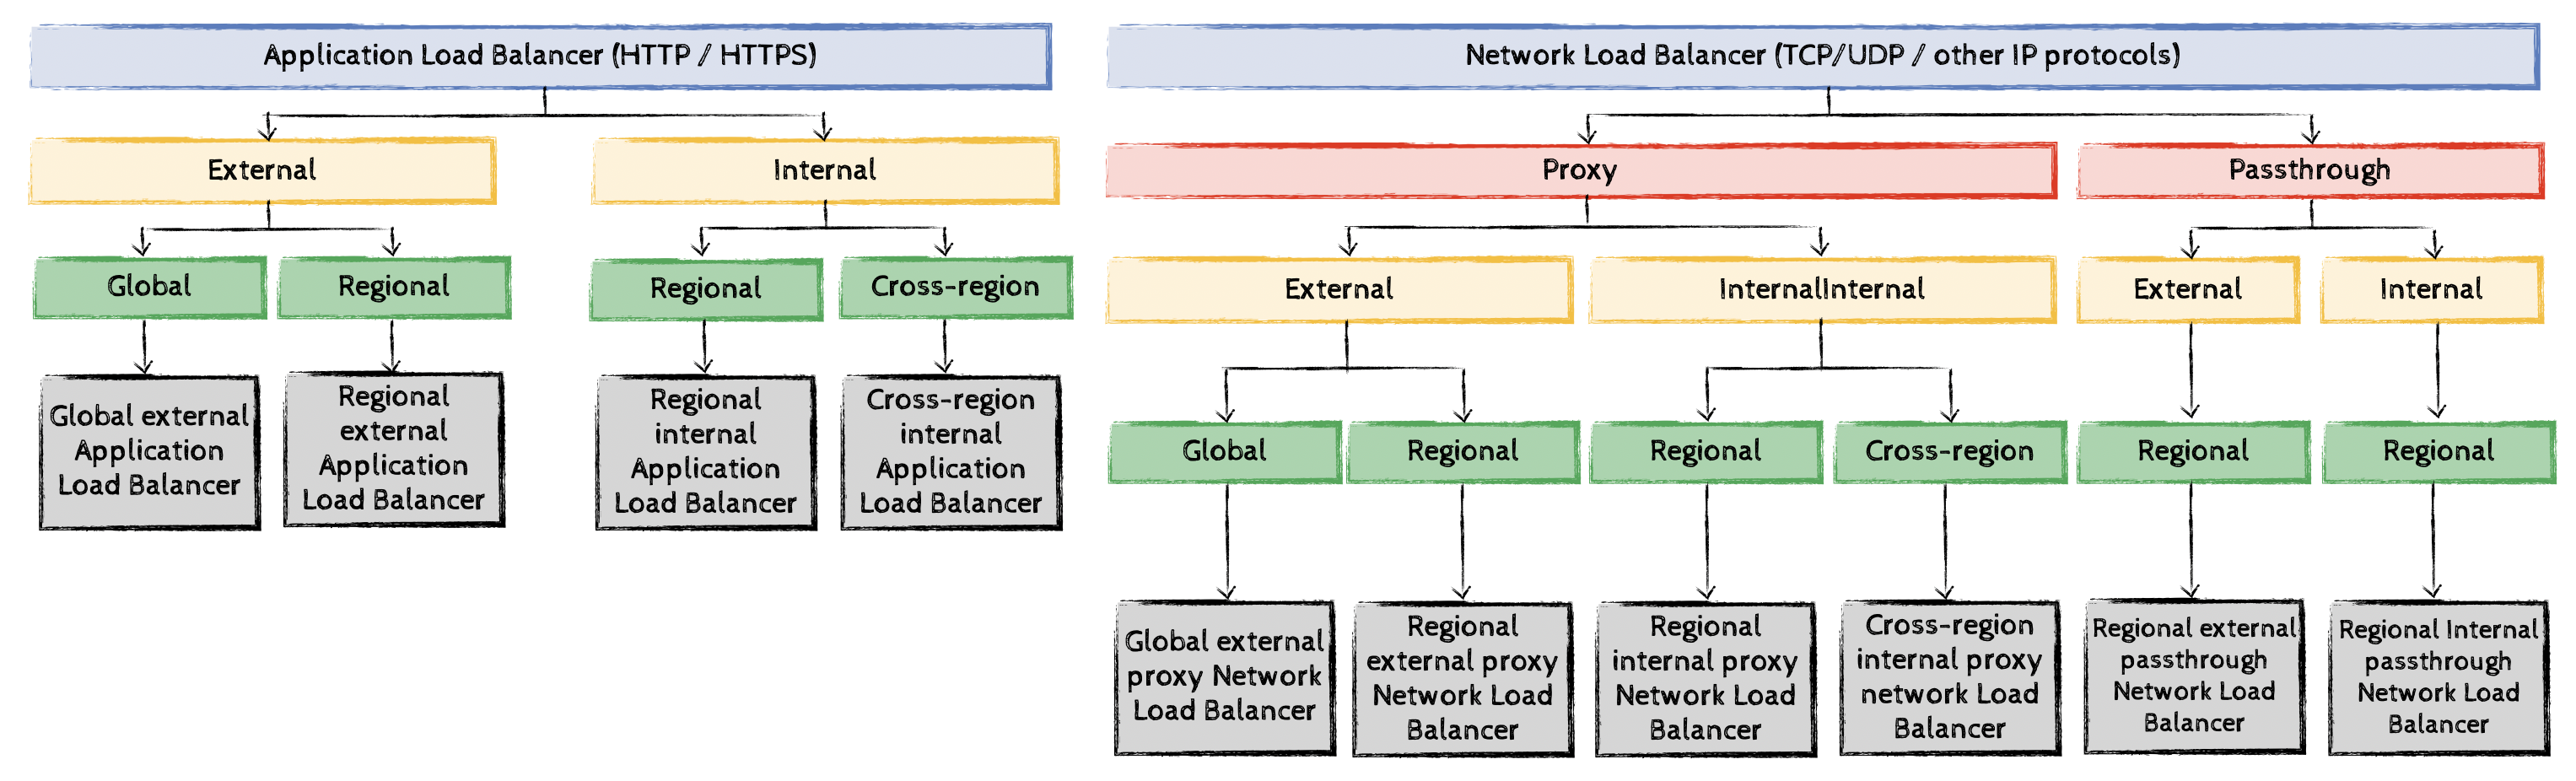 Application Load Balancer (HTTP / HTTPS)
Network Load Balancer (TCP/UDP / other IP protocols)
External
Internal
Proxy
Passthrough
Global
Regional
Regional
Cross-region
External
InternalInternal
External
Internal
Global external
Application
Load Balancer
Regional
external
Application
Load Balancer
Regional
internal
Application
Load Balancer
Cross-region
internal
Application
Load Balancer
Global
Regional
Regional
Cross-region
Regional
Regional
Global external
proxy Network
Load Balancer
Regional
external proxy
Network Load
Balancer
Regional
internal proxy
Network Load
Balancer
Cross-region
internal proxy
network Load
Balancer
Regional external
passthrough
Network Load
Balancer
Regional Internal
passthrough
Network Load
Balancer